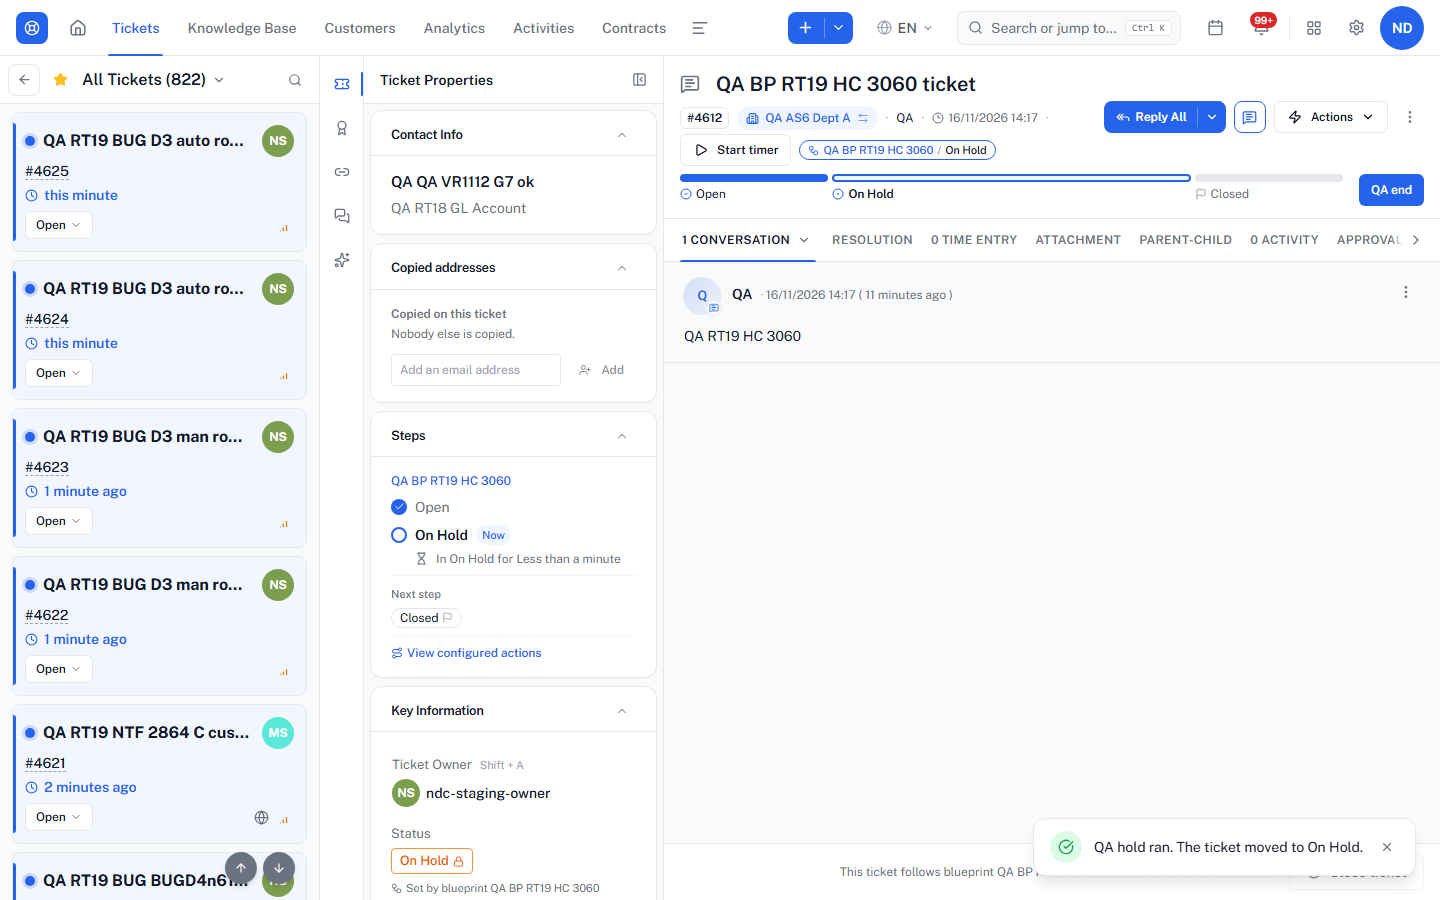 Tickets
Knowledge Base
Customers
Analytics
Activities
Contracts
EN
Search or jump to...
Ctrl K
99+
ND
All Tickets (822)
QA RT19 BUG D3 auto ro...
NS
#4625
this minute
Open
QA RT19 BUG D3 auto ro...
NS
#4624
this minute
Open
QA RT19 BUG D3 man ro...
NS
#4623
1 minute ago
Open
QA RT19 BUG D3 man ro...
NS
#4622
1 minute ago
Open
QA RT19 NTF 2864 C cus...
MS
#4621
2 minutes ago
Open
QA RT19 BUG BUGD4n61...
Ticket Properties
Contact Info
QA QA VR1112 G7 ok
QA RT18 GL Account
Copied addresses
Copied on this ticket
Nobody else is copied.
Add an email address
Add
Steps
QA BP RT19 HC 3060
Open
On Hold
Now
In On Hold for Less than a minute
Next step
Closed
View configured actions
Key Information
Ticket Owner
Shift + A
NS
ndc-staging-owner
Status
On Hold
Set by blueprint QA BP RT19 HC 3060
QA BP RT19 HC 3060 ticket
#4612
QA AS6 Dept A
· QA ·
16/11/2026 14:17 ·
Reply All
Actions
Start timer
QA BP RT19 HC 3060 / On Hold
Open
On Hold
Closed
QA end
1 CONVERSATION
RESOLUTION
0 TIME ENTRY
ATTACHMENT
PARENT-CHILD
0 ACTIVITY
APPROVAL
Q
QA
· 16/11/2026 14:17 ( 11 minutes ago )
QA RT19 HC 3060
This ticket follows blueprint QA BP
QA hold ran. The ticket moved to On Hold.